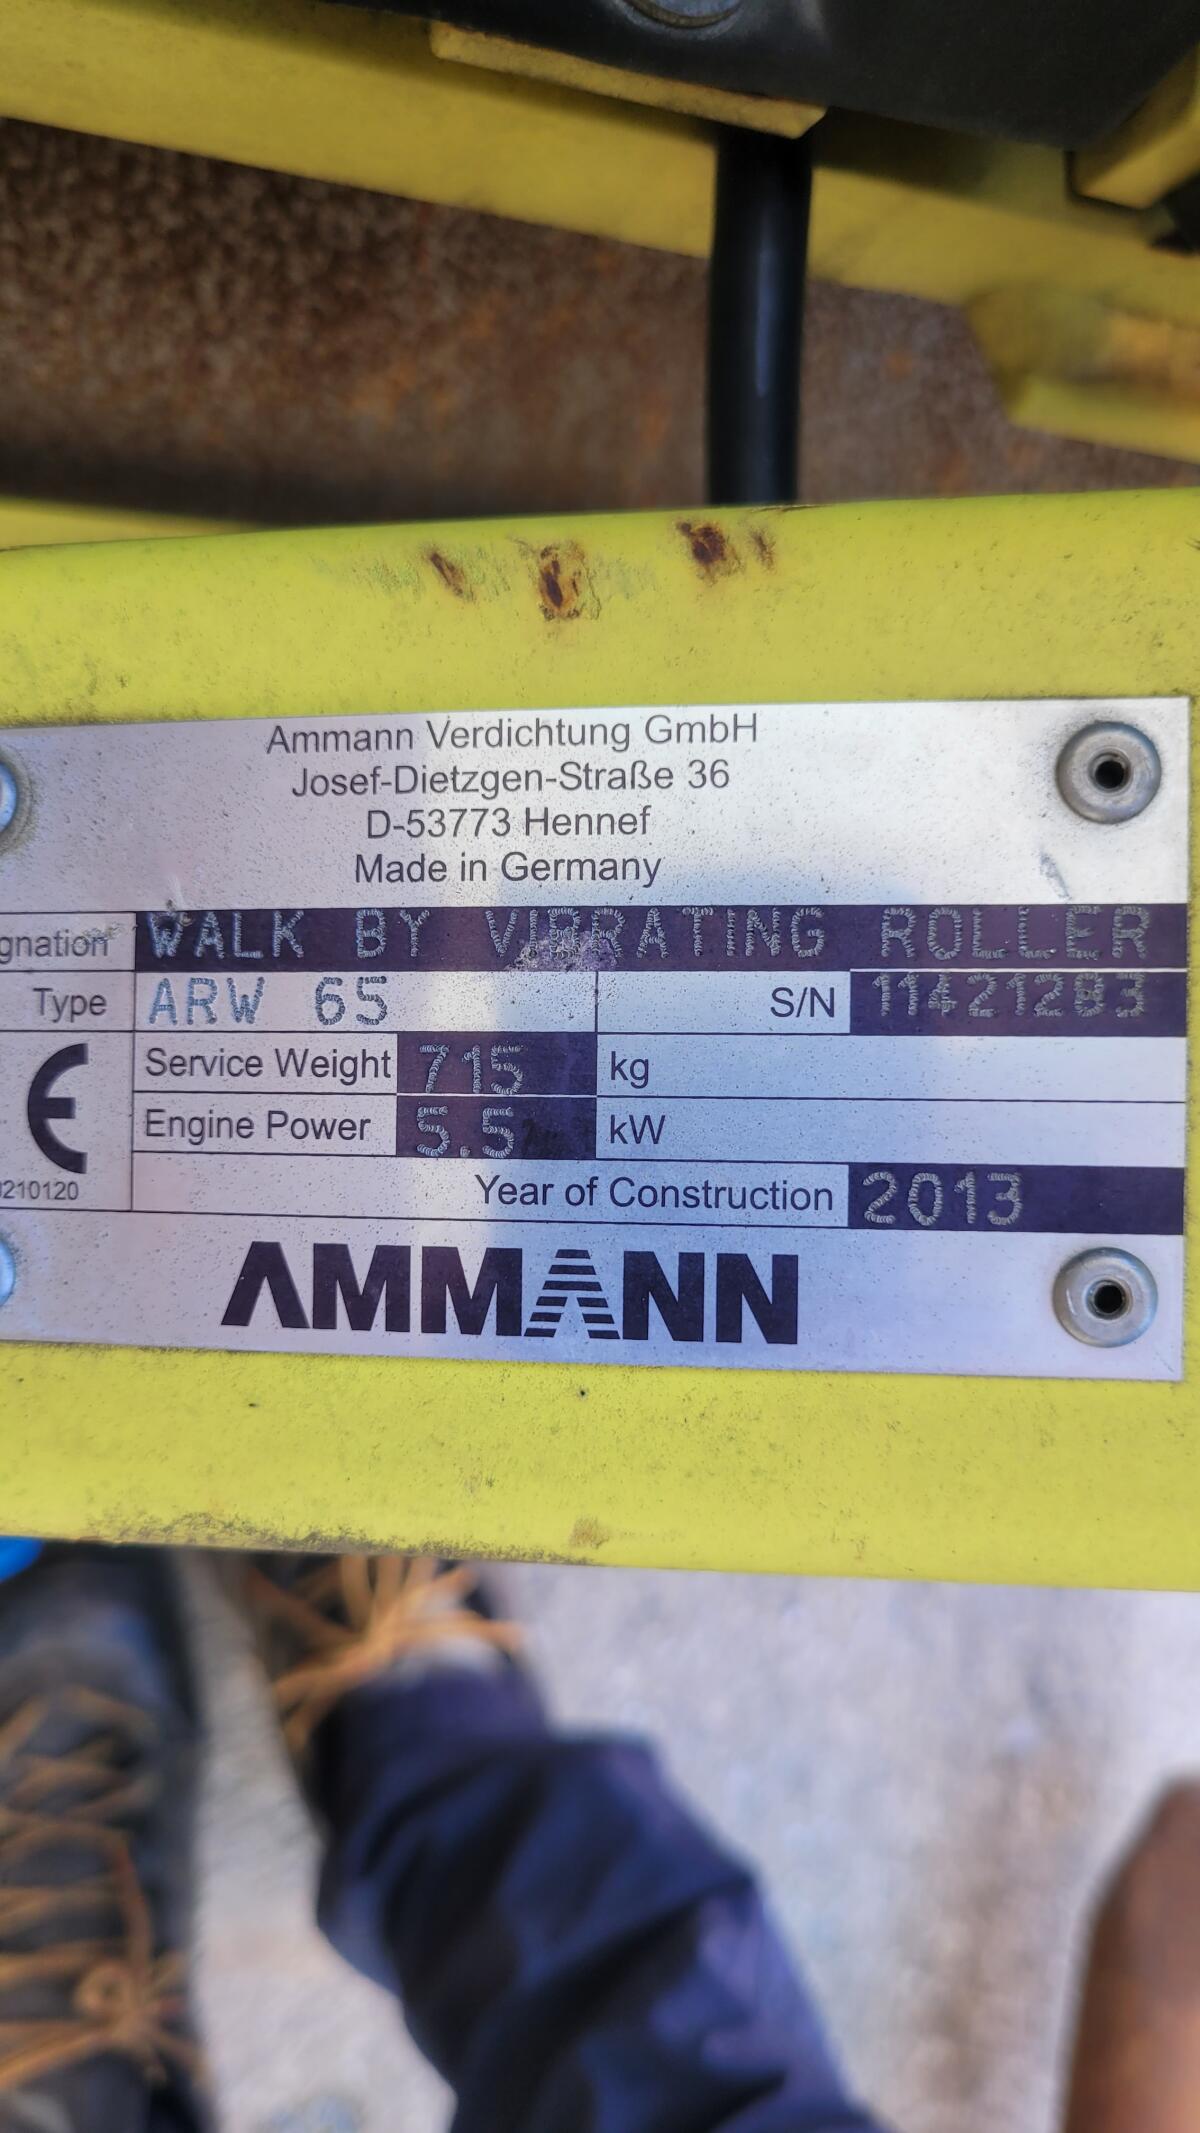 Ammann Verdichtung GmbH
Josef-Dietzgen-Straße 36
D-53773 Hennef
Made in Germany
gnation WALK BY VIBRATING ROLLER
Type ARW 65 S/N 11421283
Service Weight 715 kg
Engine Power 5.5 kW
CE
0210120 Year of Construction 2013
AMMANN